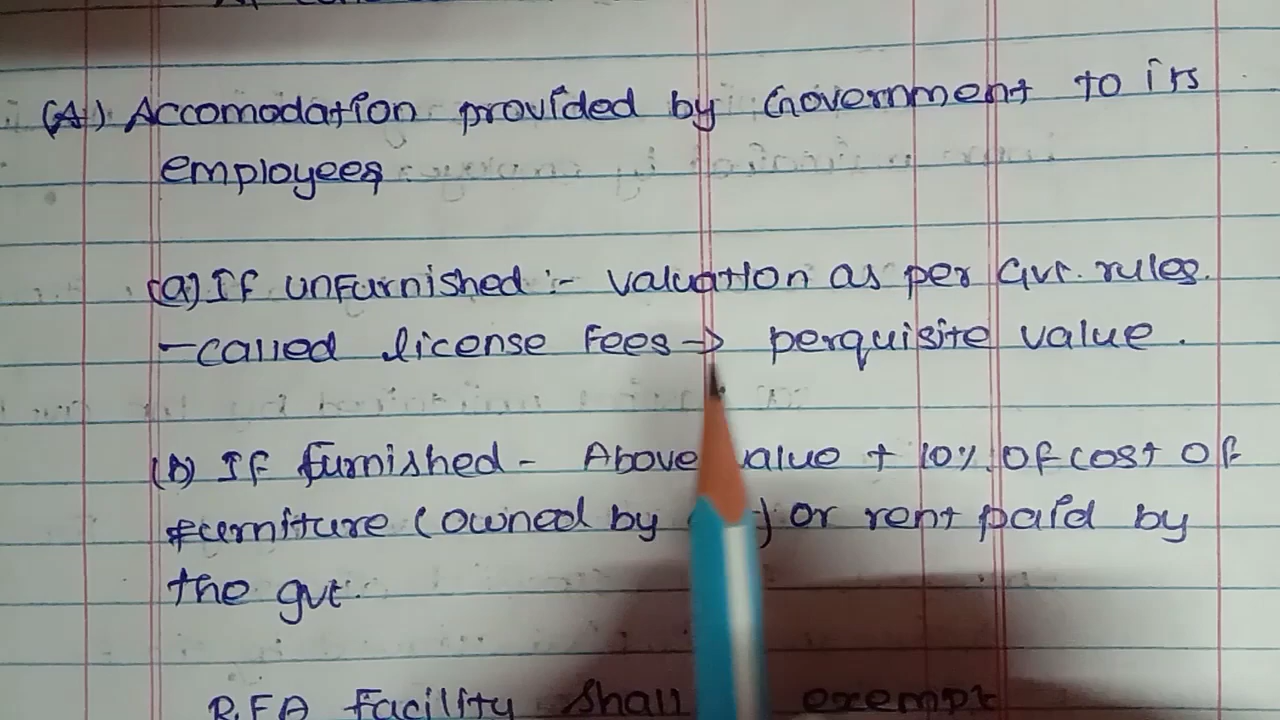 (A) Accomodation provided by Government to its
employees
(a) If unfurnished :- valuation as per Gvt. rules.
- called license fees → perquisite value.
(b) If furnished - Above value + 10% of cost of
furniture (owned by ) or rent paid by
the gvt.
R.F.A facility shall exempt